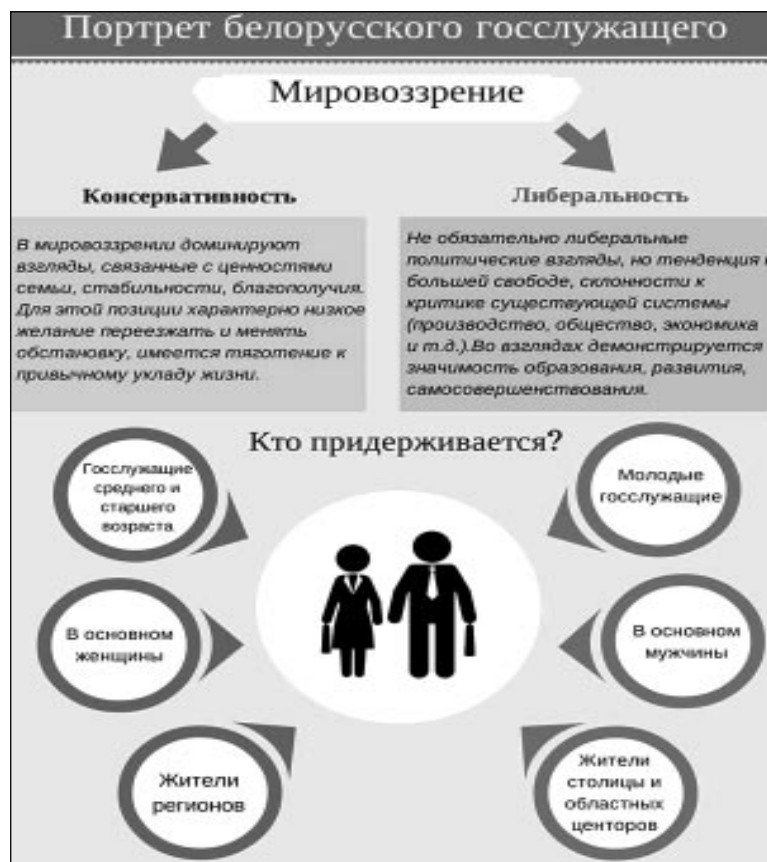 Портрет белорусского госслужащего
Мировоззрение
Консервативность
В мировоззрении доминируют
взгляды, связанные с ценностями
семьи, стабильности, благополучия.
Для этой позиции характерно низкое
желание переезжать и менять
обстановку, имеется тяготение к
привычному укладу жизни.
Либеральность
Не обязательно либеральные
политические взгляды, но тенденция к
большей свободе, склонности к
критике существующей системы
(производство, общество, экономика
и т.д.).Во взглядах демонстрируется
значимость образования, развития,
самосовершенствования.
Кто придерживается?
Госслужащие
среднего и
старшего
возраста
Молодые
госслужащие
В основном
женщины
В основном
мужчины
Жители
регионов
Жители
столицы и
областных
центоров